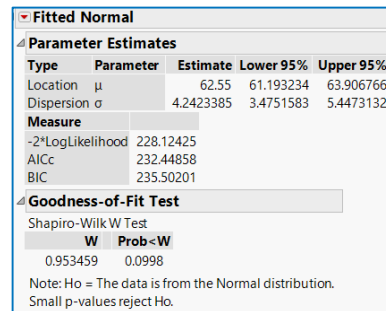 Fitted Normal
Parameter Estimates
Type Parameter Estimate Lower 95% Upper 95%
Location μ 62.55 61.193234 63.906766
Dispersion σ 4.2423385 3.4751583 5.4473132
Measure
-2*LogLikelihood 228.12425
AICc 232.44858
BIC 235.50201
Goodness-of-Fit Test
Shapiro-Wilk W Test
W Prob<W
0.953459 0.0998
Note: Ho = The data is from the Normal distribution.
Small p-values reject Ho.